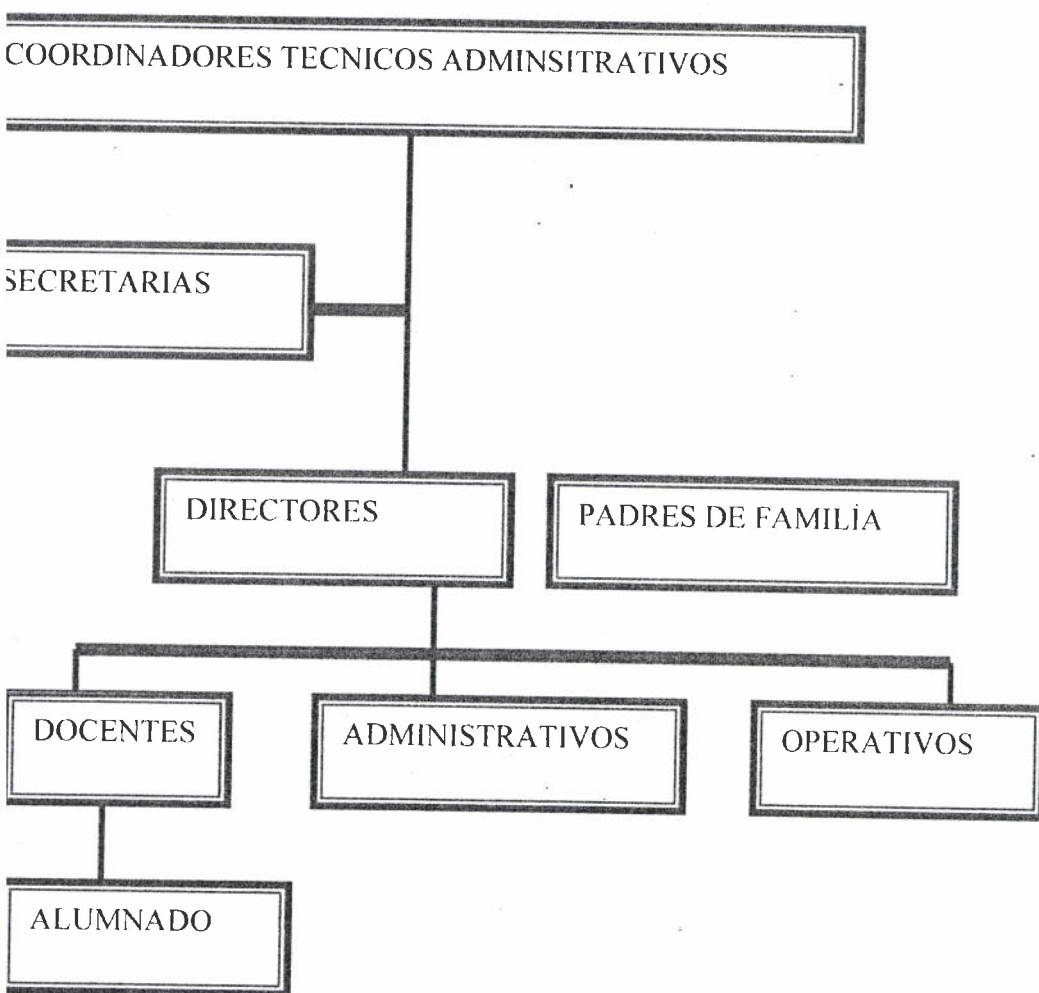 COORDINADORES TECNICOS ADMINSITRATIVOS
SECRETARIAS
DIRECTORES
PADRES DE FAMILIA
DOCENTES
ADMINISTRATIVOS
OPERATIVOS
ALUMNADO